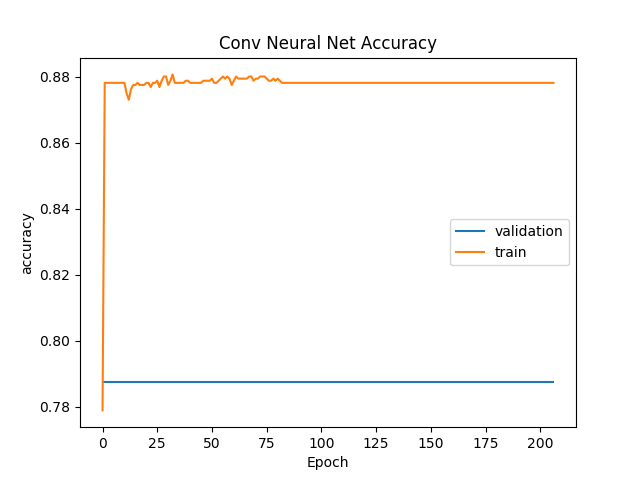 Conv Neural Net Accuracy
accuracy
0.88
0.86
0.84
0.82
0.80
0.78
validation
train
0 25 50 75 100 125 150 175 200
Epoch